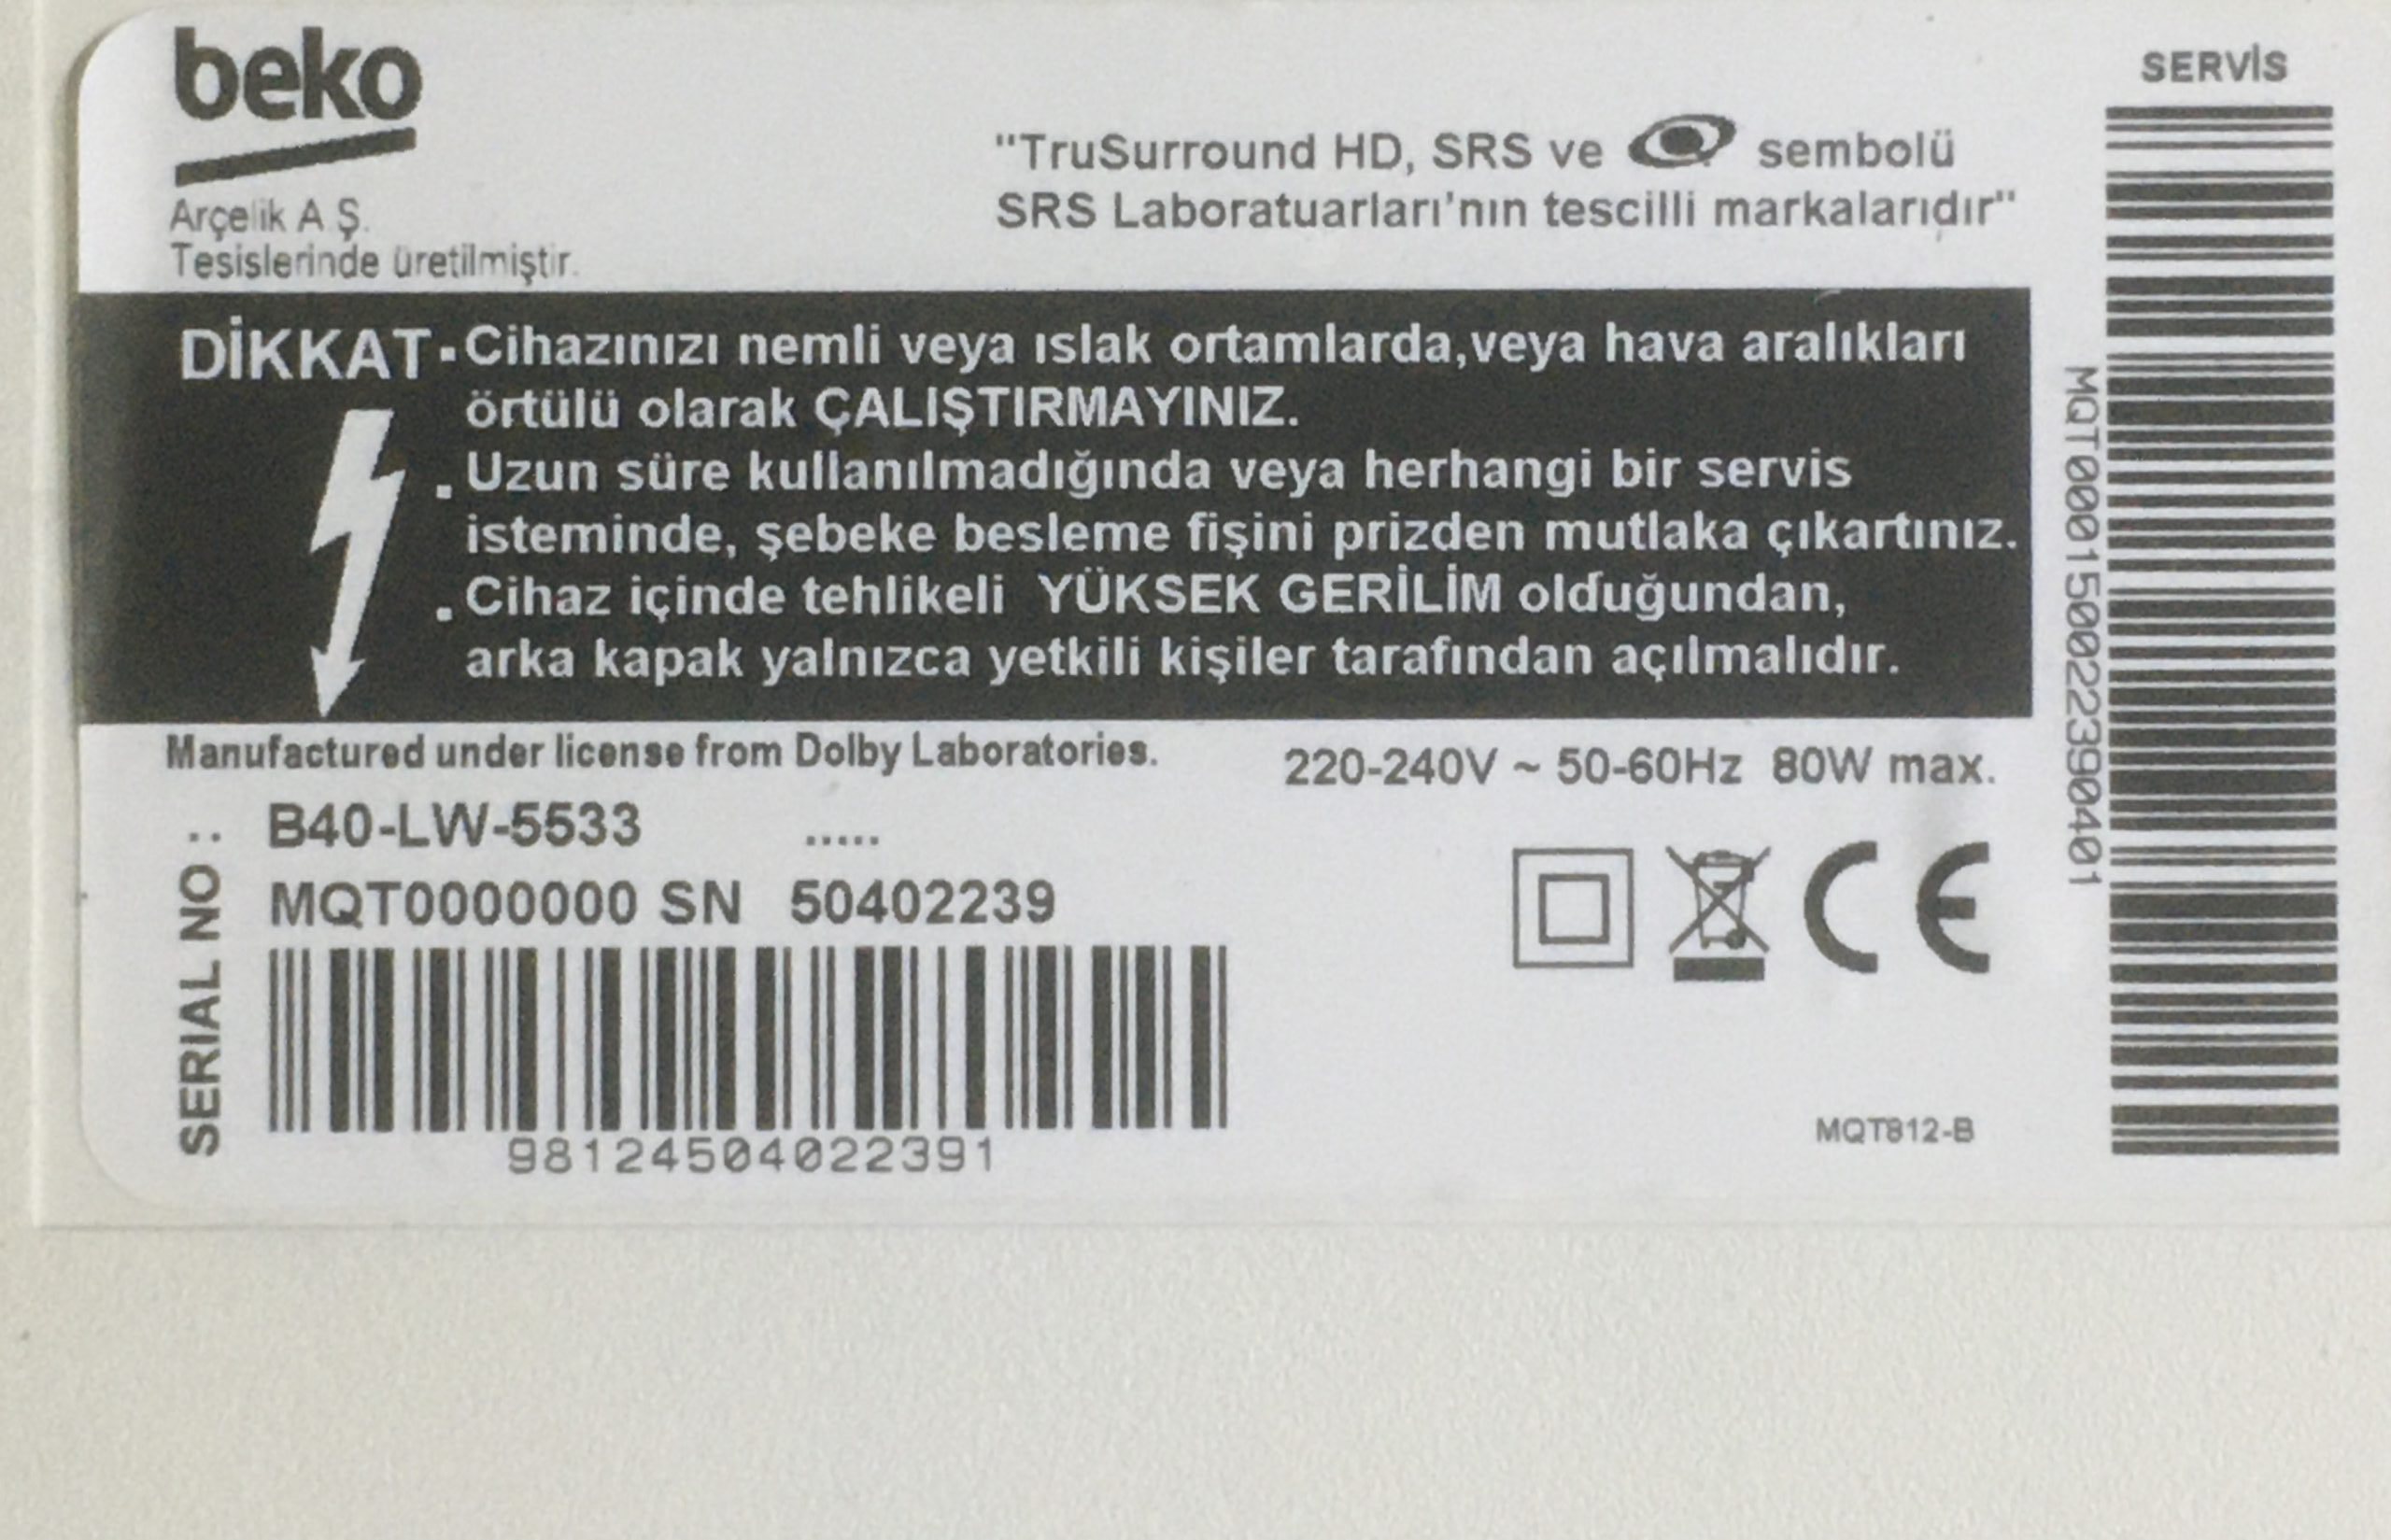 beko
Arçelik A.Ş.
Tesislerinde üretilmiştir.
"TruSurround HD, SRS ve sembolü
SRS Laboratuarları'nın tescilli markalarıdır"
DİKKAT - Cihazınızı nemli veya ıslak ortamlarda,veya hava aralıkları
örtülü olarak ÇALIŞTIRMAYINIZ.
. Uzun süre kullanılmadığında veya herhangi bir servis
isteminde, şebeke besleme fişini prizden mutlaka çıkartınız.
. Cihaz içinde tehlikeli YÜKSEK GERİLİM olduğundan,
arka kapak yalnızca yetkili kişiler tarafından açılmalıdır.
Manufactured under license from Dolby Laboratories.
220-240V ~ 50-60Hz 80W max.
SERIAL NO :
B40-LW-5533 .....
MQT0000000 SN 50402239
98124504022391
CE
MQT812-B
SERVİS
MQT000150022390401